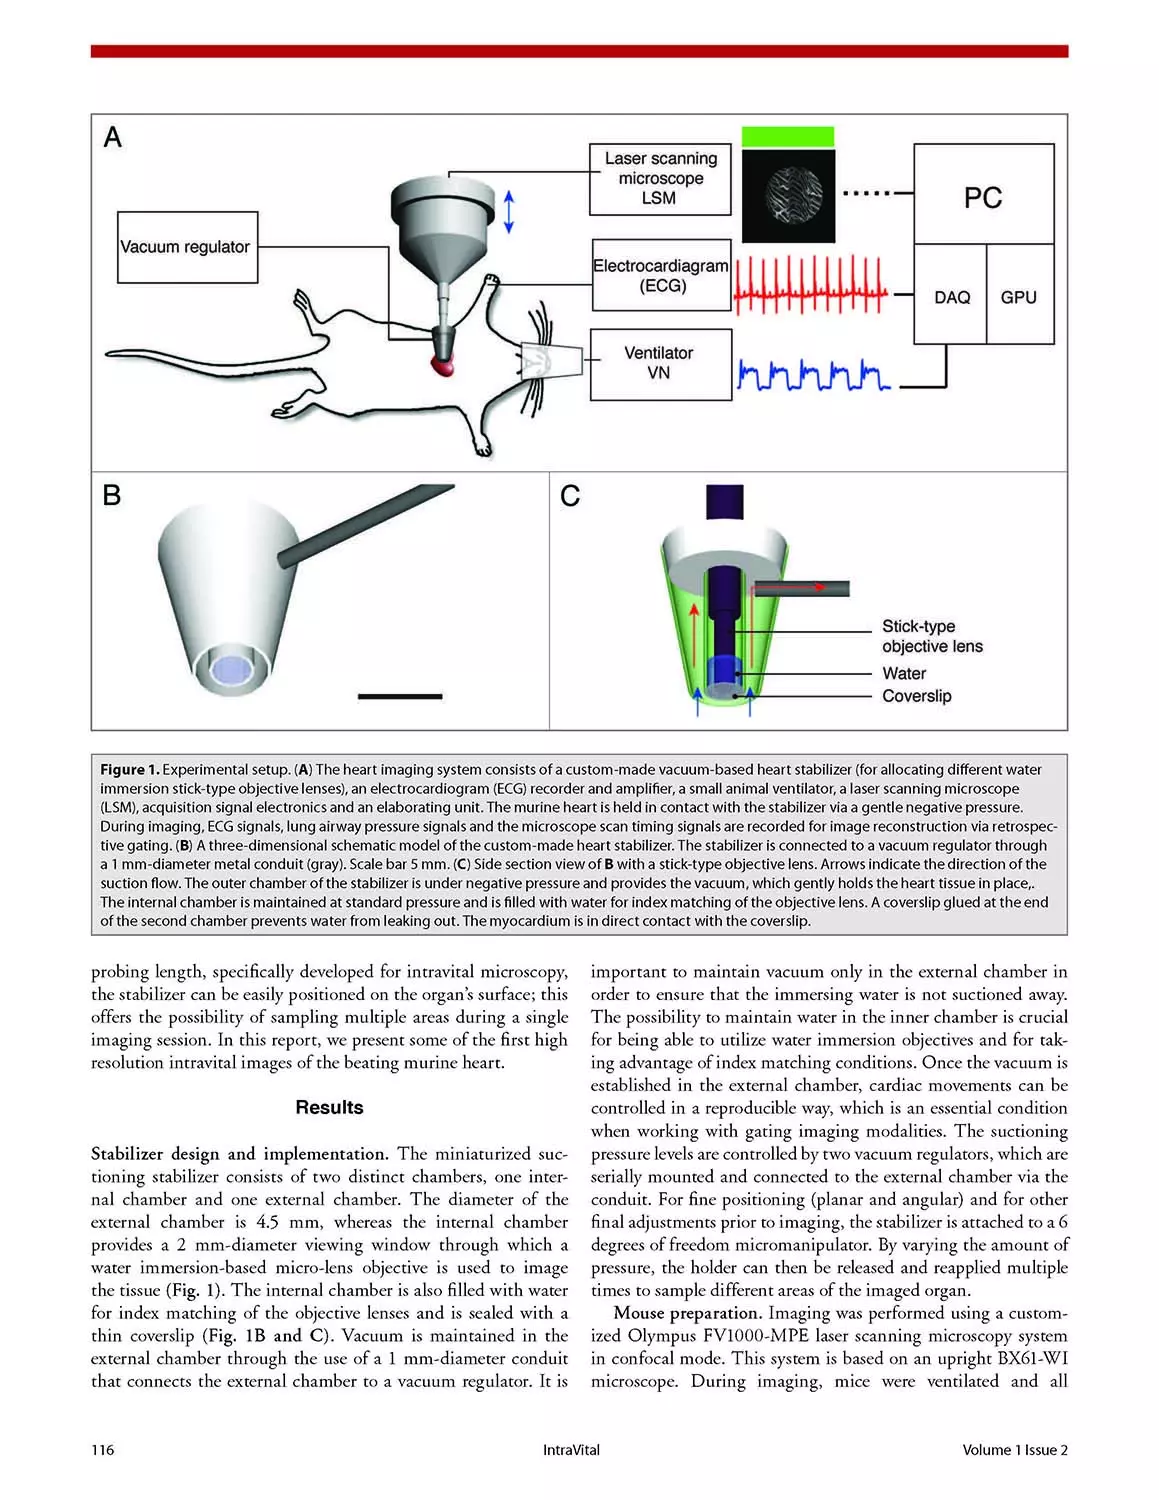 A
Laser scanning
microscope
LSM
PC
Vacuum regulator
Electrocardiagram
(ECG)
DAQ
GPU
Ventilator
VN
B
C
Stick-type
objective lens
Water
Coverslip
Figure 1. Experimental setup. (A) The heart imaging system consists of a custom-made vacuum-based heart stabilizer (for allocating different water
immersion stick-type objective lenses), an electrocardiogram (ECG) recorder and amplifier, a small animal ventilator, a laser scanning microscope
(LSM), acquisition signal electronics and an elaborating unit. The murine heart is held in contact with the stabilizer via a gentle negative pressure.
During imaging, ECG signals, lung airway pressure signals and the microscope scan timing signals are recorded for image reconstruction via retrospec-
tive gating. (B) A three-dimensional schematic model of the custom-made heart stabilizer. The stabilizer is connected to a vacuum regulator through
a 1 mm-diameter metal conduit (gray). Scale bar 5 mm. (C) Side section view of B with a stick-type objective lens. Arrows indicate the direction of the
suction flow. The outer chamber of the stabilizer is under negative pressure and provides the vacuum, which gently holds the heart tissue in place,.
The internal chamber is maintained at standard pressure and is filled with water for index matching of the objective lens. A coverslip glued at the end
of the second chamber prevents water from leaking out. The myocardium is in direct contact with the coverslip.
probing length, specifically developed for intravital microscopy,
the stabilizer can be easily positioned on the organ's surface; this
offers the possibility of sampling multiple areas during a single
imaging session. In this report, we present some of the first high
resolution intravital images of the beating murine heart.
Results
Stabilizer design and implementation. The miniaturized suc-
tioning stabilizer consists of two distinct chambers, one inter-
nal chamber and one external chamber. The diameter of the
external chamber is 4.5 mm, whereas the internal chamber
provides a 2 mm-diameter viewing window through which a
water immersion-based micro-lens objective is used to image
the tissue (Fig. 1). The internal chamber is also filled with water
for index matching of the objective lenses and is sealed with a
thin coverslip (Fig. 1B and C). Vacuum is maintained in the
external chamber through the use of a 1 mm-diameter conduit
that connects the external chamber to a vacuum regulator. It is
important to maintain vacuum only in the external chamber in
order to ensure that the immersing water is not suctioned away.
The possibility to maintain water in the inner chamber is crucial
for being able to utilize water immersion objectives and for tak-
ing advantage of index matching conditions. Once the vacuum is
established in the external chamber, cardiac movements can be
controlled in a reproducible way, which is an essential condition
when working with gating imaging modalities. The suctioning
pressure levels are controlled by two vacuum regulators, which are
serially mounted and connected to the external chamber via the
conduit. For fine positioning (planar and angular) and for other
final adjustments prior to imaging, the stabilizer is attached to a 6
degrees of freedom micromanipulator. By varying the amount of
pressure, the holder can then be released and reapplied multiple
times to sample different areas of the imaged organ.
Mouse preparation. Imaging was performed using a custom-
ized Olympus FV1000-MPE laser scanning microscopy system
in confocal mode. This system is based on an upright BX61-WI
microscope. During imaging, mice were ventilated and all
116
IntraVital
Volume 1 Issue 2